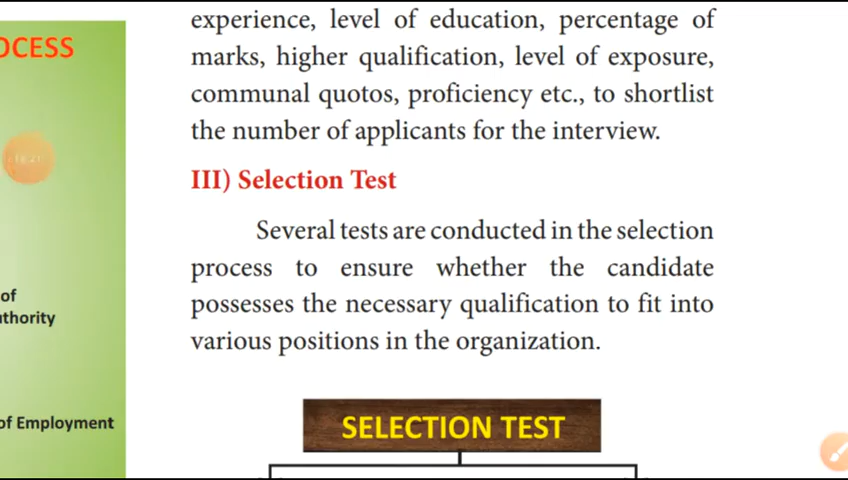 OCESS
of
uthority
of Employment
experience, level of education, percentage of
marks, higher qualification, level of exposure,
communal quotos, proficiency etc., to shortlist
the number of applicants for the interview.
III) Selection Test
Several tests are conducted in the selection
process to ensure whether the candidate
possesses the necessary qualification to fit into
various positions in the organization.
SELECTION TEST